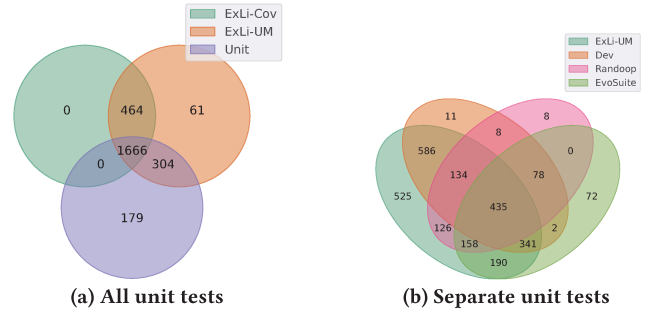 ExLi-Cov
ExLi-UM
Unit
0
464
61
1666
0
304
179
(a) All unit tests
ExLi-UM
Dev
Randoop
EvoSuite
11
8
8
586
0
134
78
525
72
435
126
2
158
341
190
(b) Separate unit tests